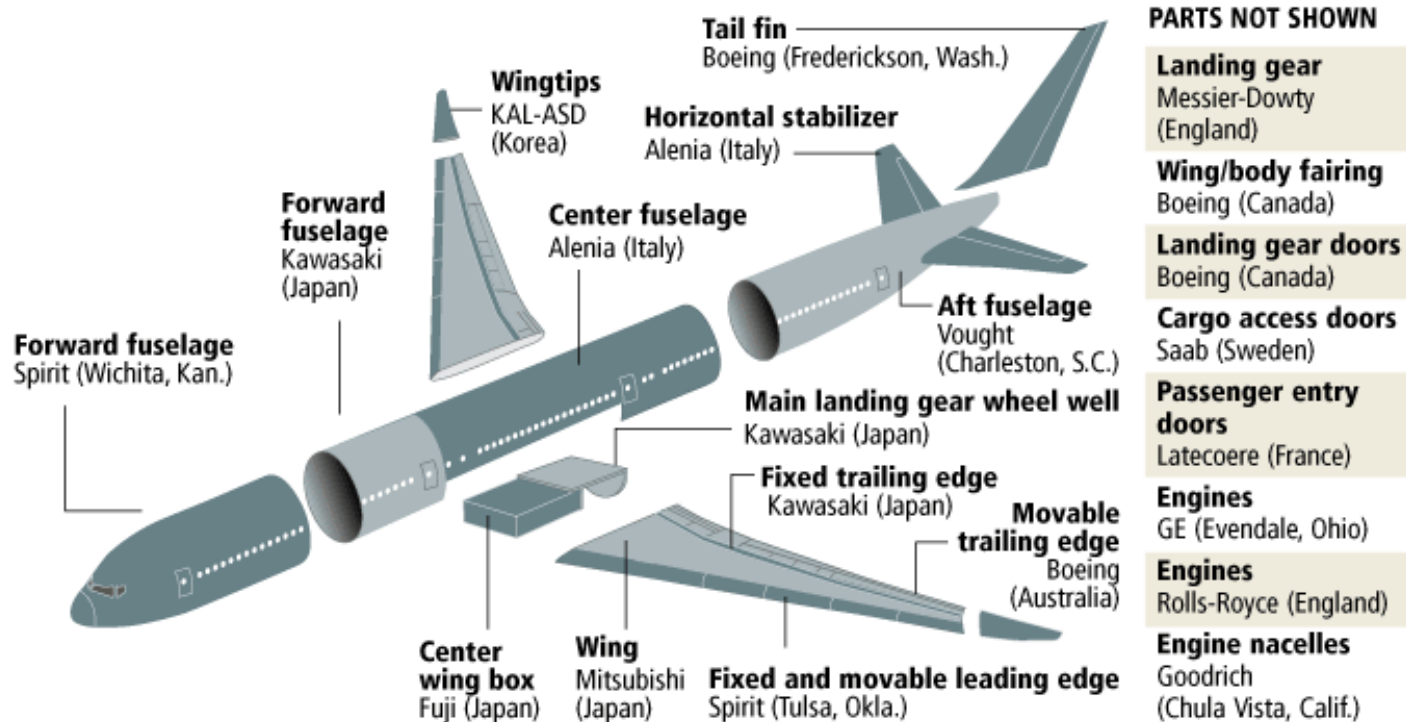 Tail fin
Boeing (Frederickson, Wash.)
Wingtips
KAL-ASD
(Korea)
Horizontal stabilizer
Alenia (Italy)
Forward
fuselage
Kawasaki
(Japan)
Center fuselage
Alenia (Italy)
Forward fuselage
Spirit (Wichita, Kan.)
Aft fuselage
Vought
(Charleston, S.C.)
Main landing gear wheel well
Kawasaki (Japan)
Fixed trailing edge
Kawasaki (Japan)
Movable
trailing edge
Boeing
(Australia)
Center
wing box
Fuji (Japan)
Wing
Mitsubishi
(Japan)
Fixed and movable leading edge
Spirit (Tulsa, Okla.)
PARTS NOT SHOWN
Landing gear
Messier-Dowty
(England)
Wing/body fairing
Boeing (Canada)
Landing gear doors
Boeing (Canada)
Cargo access doors
Saab (Sweden)
Passenger entry
doors
Latecoere (France)
Engines
GE (Evendale, Ohio)
Engines
Rolls-Royce (England)
Engine nacelles
Goodrich
(Chula Vista, Calif.)